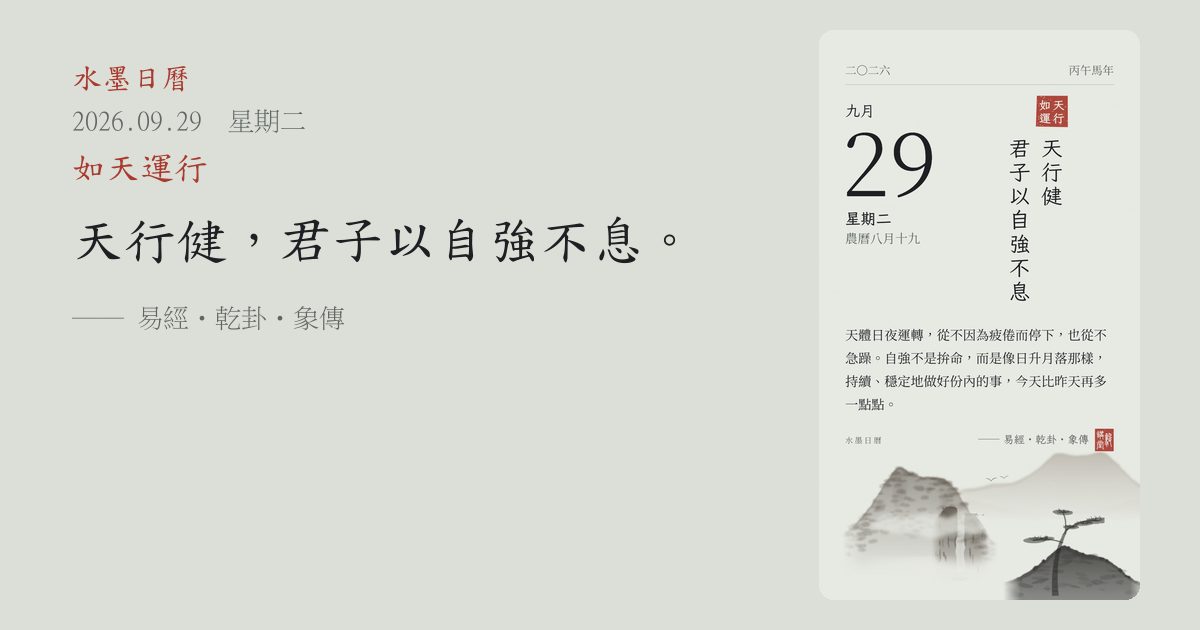 水墨日曆
2026.09.29 星期二
如天運行
天行健，君子以自強不息。
—— 易經・乾卦・象傳
二〇二六
丙午馬年
九月
29
星期二
農曆八月十九
如天運行
天行健
君子以自強不息
天體日夜運轉，從不因為疲倦而停下，也從不
急躁。自強不是拚命，而是像日升月落那樣，
持續、穩定地做好份內的事，今天比昨天再多
一點點。
水墨日曆
—— 易經・乾卦・象傳